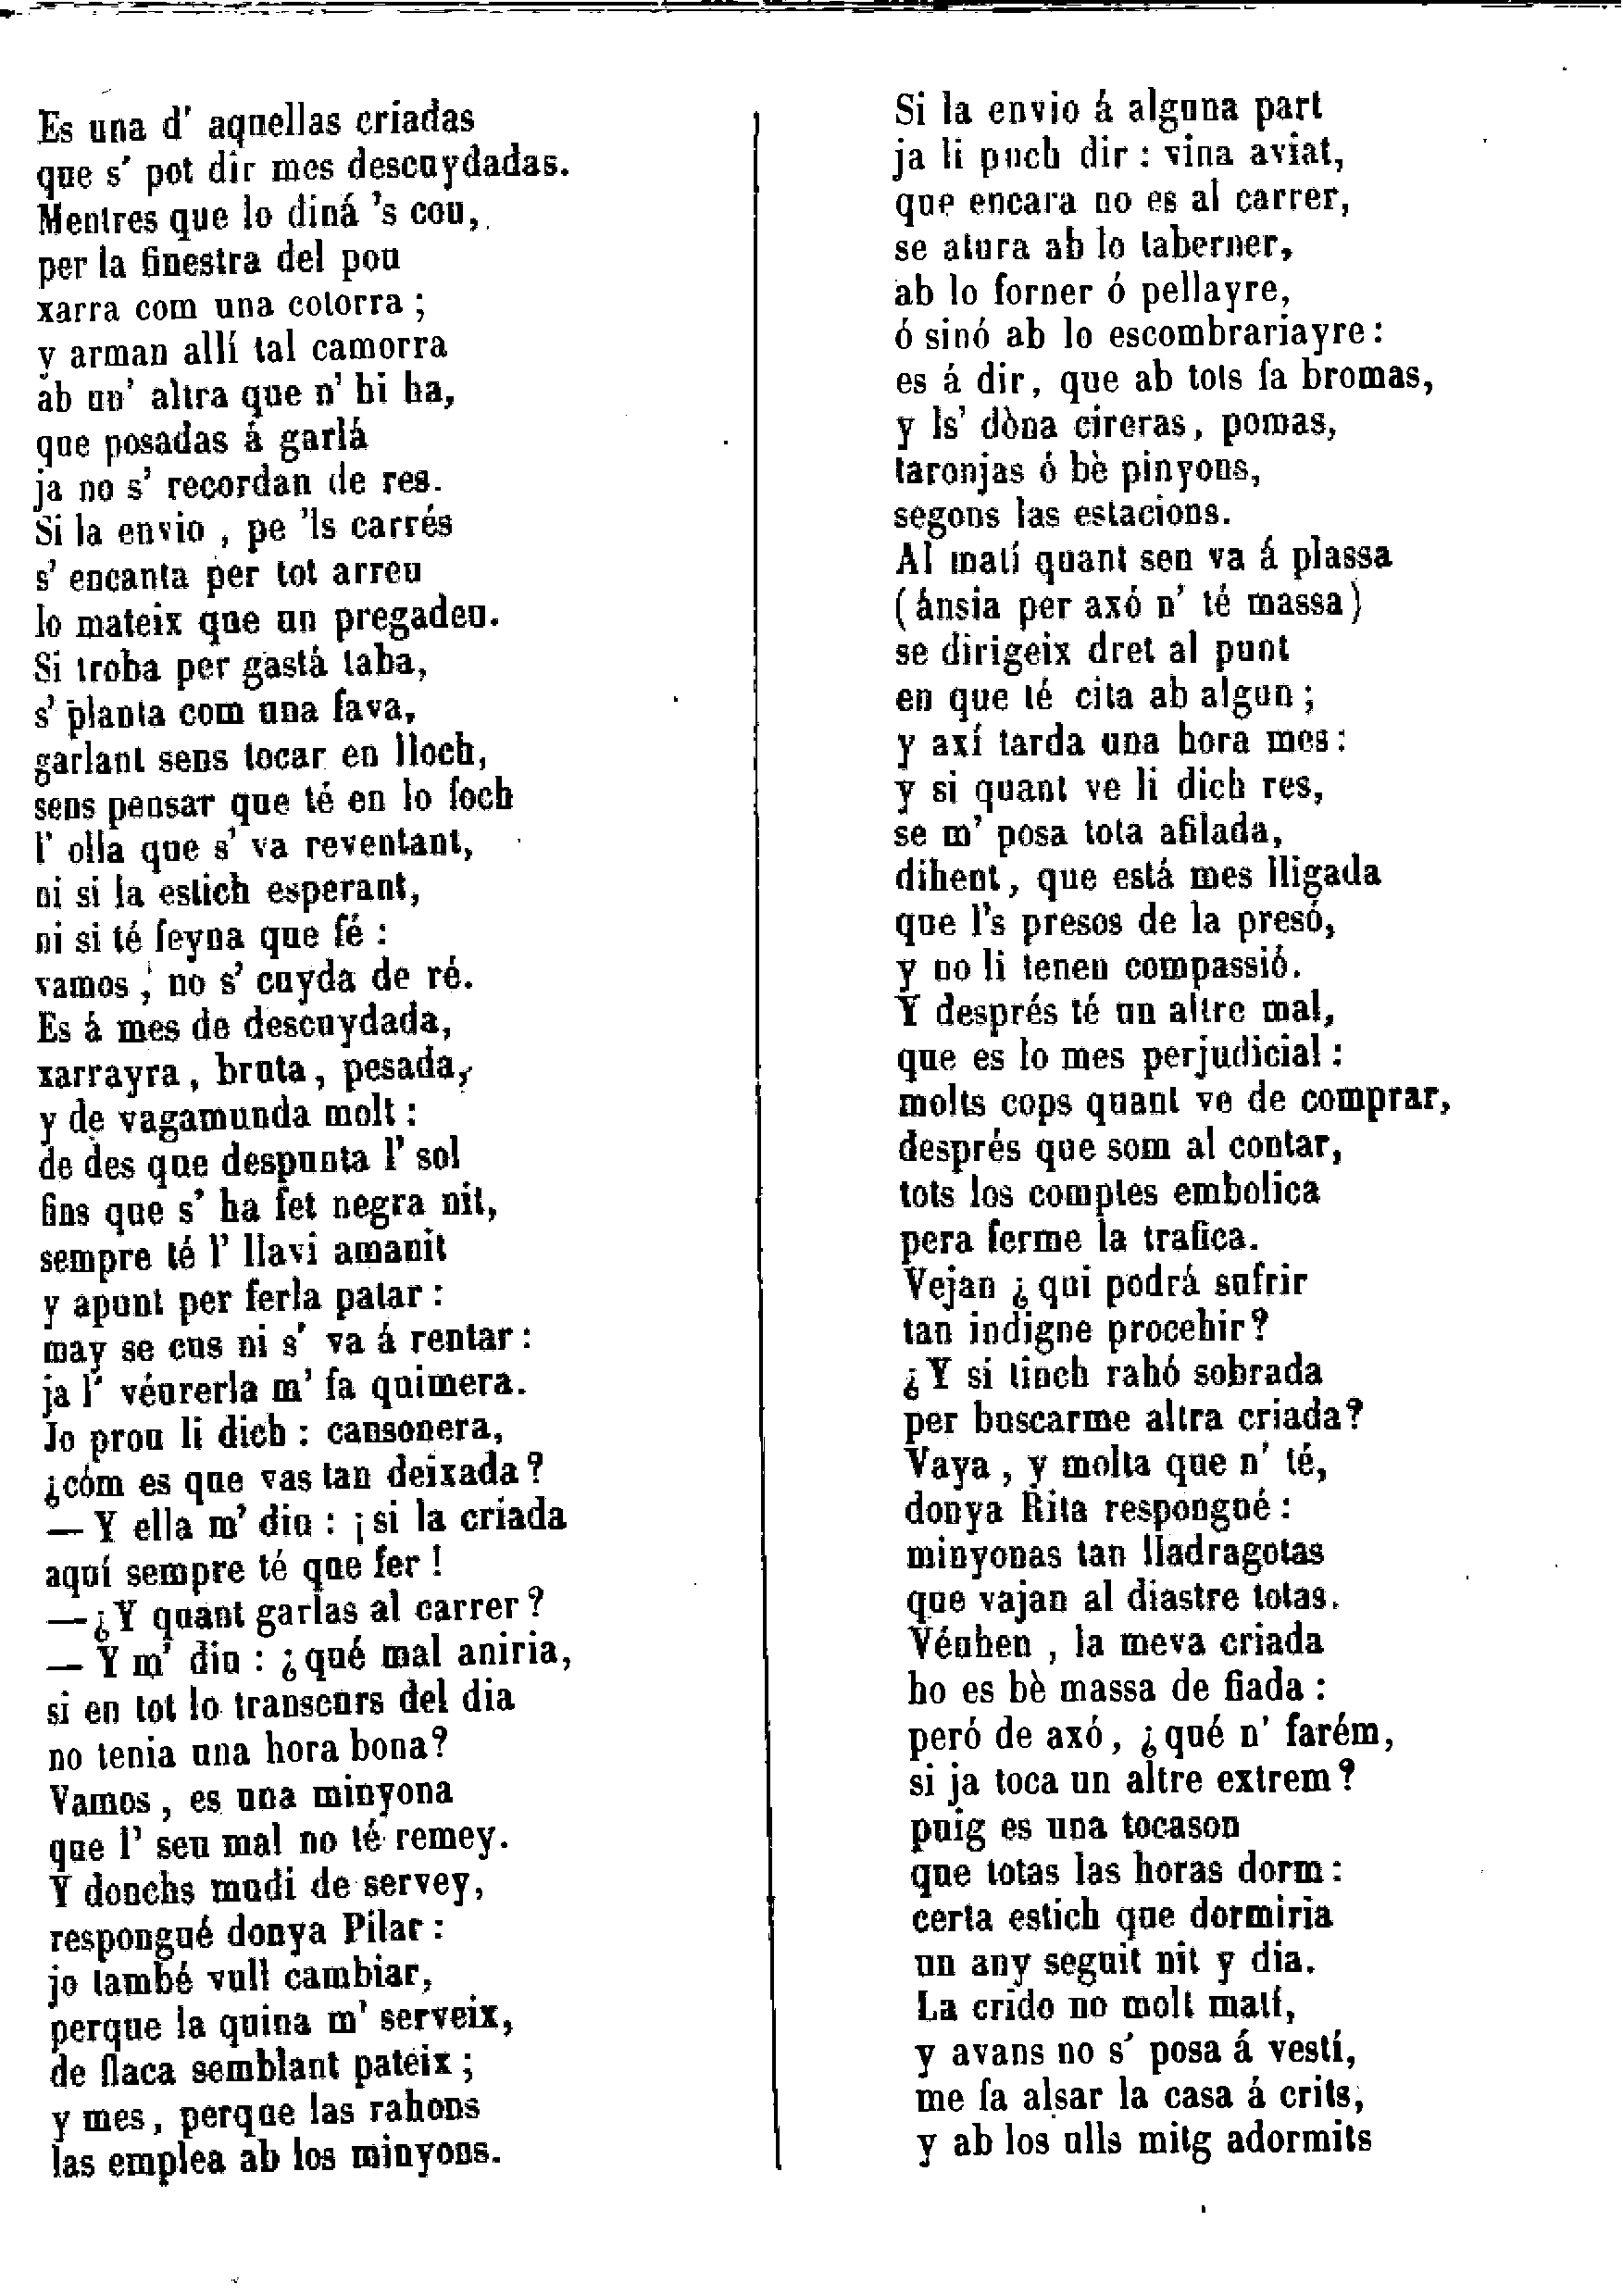 Es una d' aquellas criadas
que s' pot dir mes descuydadas.
Mentres que lo diná 's cou,
per la finestra del pou
xarra com una cotorra ;
y arman allí tal camorra
ab un' altra que n' hi ha,
que posadas á garlá
ja no s' recordan de res.
Si la envio , pe 'ls carrés
s' encanta per tot arreu
lo mateix que un pregadeu.
Si troba per gastá taba,
s' planta com una fava,
garlant sens tocar en lloch,
sens pensar que té en lo foch
l' olla que s' va reventant,
ni si la estich esperant,
ni si té feyna que fé :
vamos , no s' cuyda de ré.
Es á mes de descuydada,
xarrayra , bruta , pesada,
y de vagamunda molt :
de des que despunta l' sol
fins que s' ha fet negra nit,
sempre té l' llavi amanit
y apunt per ferla patar :
may se cus ni s' va á rentar :
ja l' véurerla m' fa quimera.
Jo prou li dich : cansonera,
¿cóm es que vas tan deixada ?
— Y ella m' diu : ¡ si la criada
aquí sempre té que fer !
—¿Y quant garlas al carrer ?
— Y m' diu : ¿ qué mal aniria,
si en tot lo transcurs del dia
no tenia una hora bona?
Vamos , es una minyona
que l' seu mal no té remey.
Y donchs mudi de servey,
respongué donya Pilar :
jo també vull cambiar,
perque la quina m' serveix,
de flaca semblant pateix ;
y mes , perque las rahons
las emplea ab los minyons.
Si la envio á alguna part
ja li puch dir : vina aviat,
que encara no es al carrer,
se atura ab lo taberner,
ab lo forner ó pellayre,
ó sinó ab lo escombrariayre :
es á dir , que ab tots fa bromas,
y ls' dòna cireras , pomas,
taronjas ó bè pinyons,
segons las estacions.
Al matí quant sen va á plassa
(ánsia per axó n' té massa)
se dirigeix dret al punt
en que té cita ab algun ;
y axí tarda una hora mes :
y si quant ve li dich res,
se m' posa tota afilada,
dihent , que está mes lligada
que l's presos de la presó,
y no li teneu compassió.
Y després té un altre mal,
que es lo mes perjudicial :
molts cops quant ve de comprar,
després que som al contar,
tots los comptes embolica
pera ferme la trafica.
Vejan ¿ qui podrá sufrir
tan indigne procehir?
¿Y si tinch rahó sobrada
per buscarme altra criada?
Vaya , y molta que n' té,
donya Rita respongué :
minyonas tan lladragotas
que vajan al diastre totas.
Véuhen , la meva criada
ho es bè massa de fiada :
peró de axó , ¿ qué n' farém,
si ja toca un altre extrem ?
puig es una tocason
que totas las horas dorm :
certa estich que dormiria
un any seguit nit y dia.
La crido no molt matí,
y avans no s' posa á vestí,
me fa alsar la casa á crits,
y ab los ulls mitg adormits